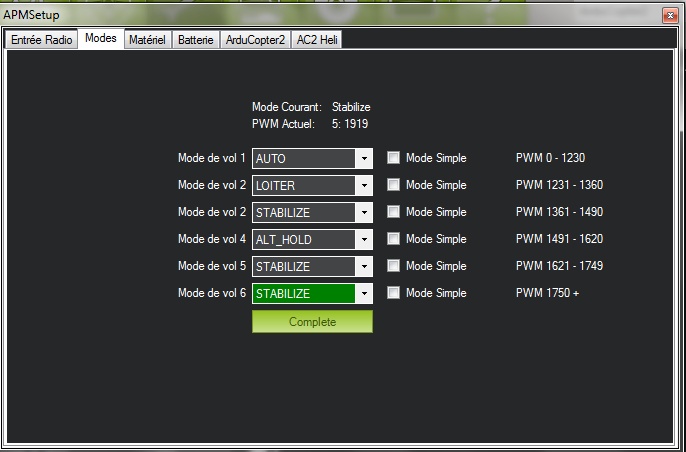 APMSetup
Entrée Radio Modes Matériel Batterie ArduCopter2 AC2 Heli
Mode Courant: Stabilize
PWM Actuel: 5: 1919
Mode de vol 1 AUTO Mode Simple PWM 0 - 1230
Mode de vol 2 LOITER Mode Simple PWM 1231 - 1360
Mode de vol 2 STABILIZE Mode Simple PWM 1361 - 1490
Mode de vol 4 ALT_HOLD Mode Simple PWM 1491 - 1620
Mode de vol 5 STABILIZE Mode Simple PWM 1621 - 1749
Mode de vol 6 STABILIZE Mode Simple PWM 1750 +
Complete